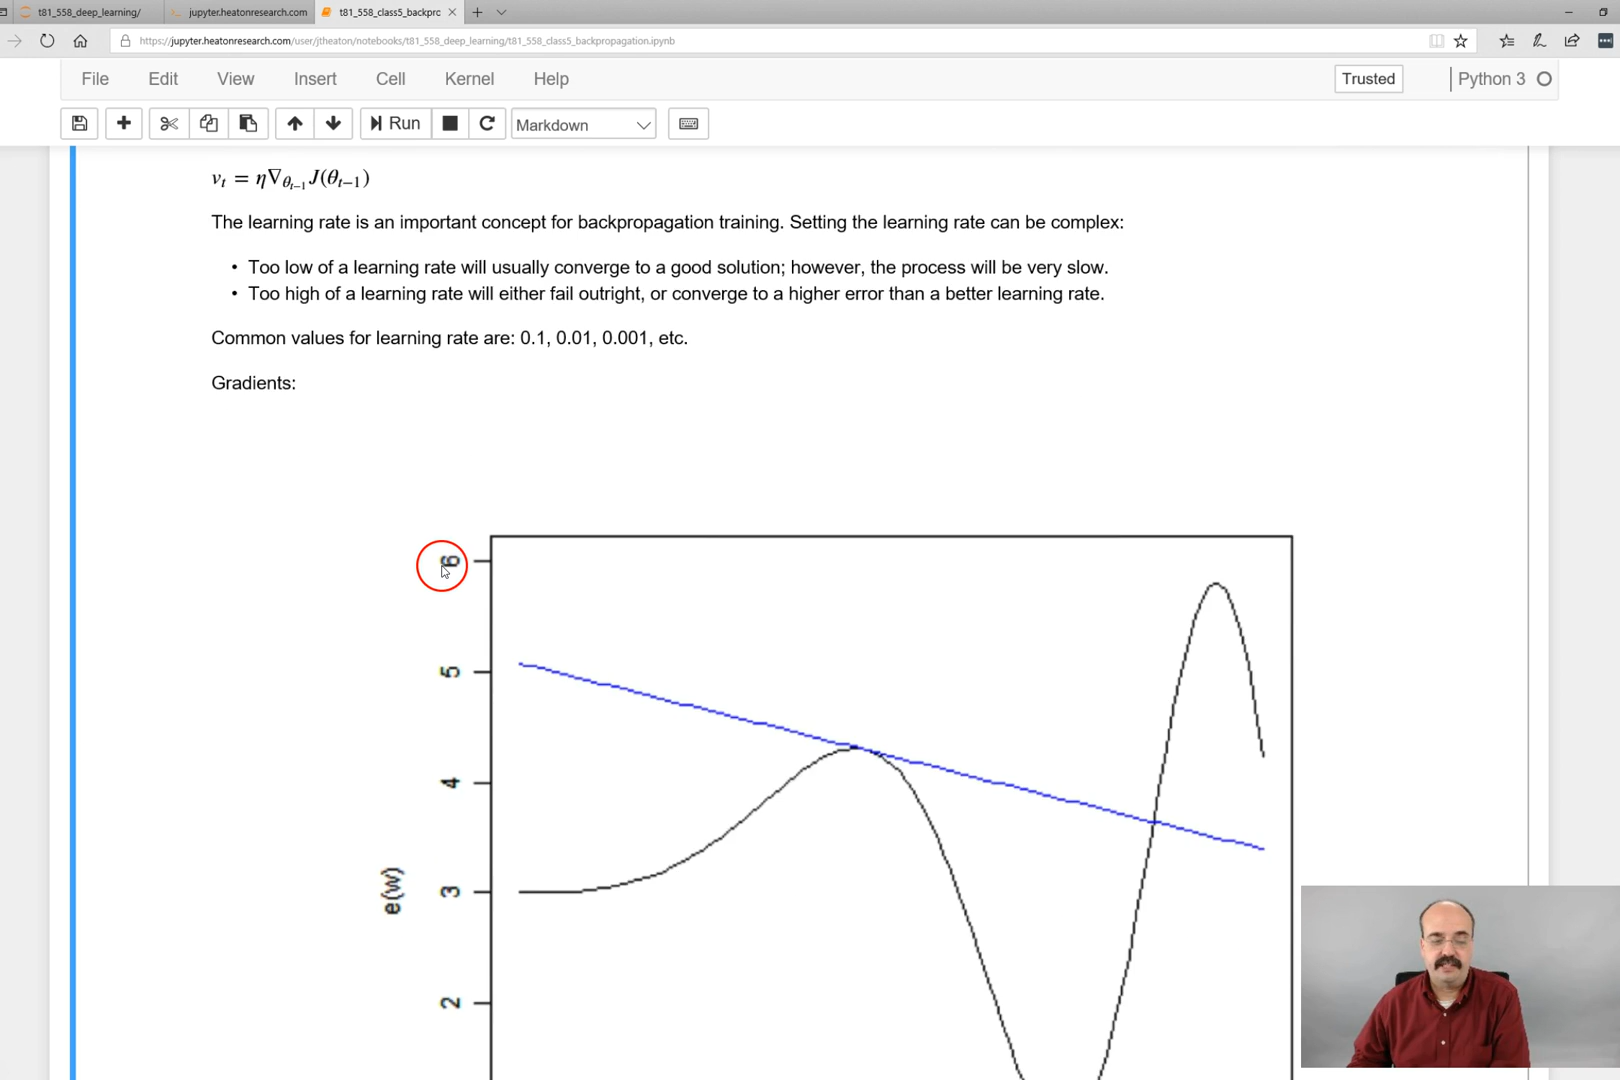 t81_558_deep_learning/
jupyter.heatonresearch.com
t81_558_class5_backprc
https://jupyter.heatonresearch.com/user/jtheaton/notebooks/t81_558_deep_learning/t81_558_class5_backpropagation.ipynb
File Edit View Insert Cell Kernel Help Trusted Python 3
Run Markdown
v_t = η∇_{θ_{t−1}} J(θ_{t−1})
The learning rate is an important concept for backpropagation training. Setting the learning rate can be complex:
• Too low of a learning rate will usually converge to a good solution; however, the process will be very slow.
• Too high of a learning rate will either fail outright, or converge to a higher error than a better learning rate.
Common values for learning rate are: 0.1, 0.01, 0.001, etc.
Gradients:
6
5
4
3
e(w)
2